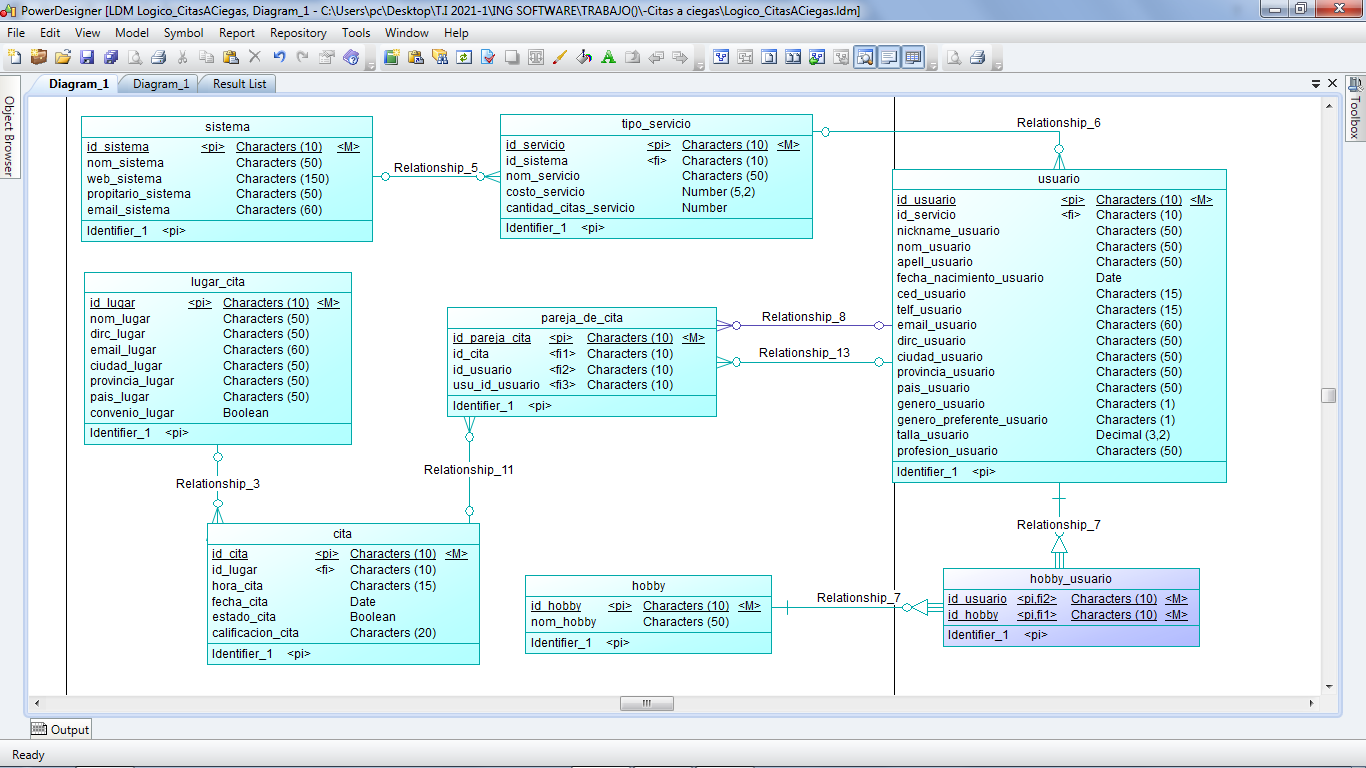 PowerDesigner [LDM Logico_CitasACiegas, Diagram_1 - C:\Users\pc\Desktop\T.I 2021-1\ING SOFTWARE\TRABAJO()\-Citas a ciegas\Logico_CitasACiegas.ldm]
File Edit View Model Symbol Report Repository Tools Window Help
Diagram_1 Diagram_1 Result List
Object Browser
Toolbox
sistema
id_sistema <pi> Characters (10) <M>
nom_sistema Characters (50)
web_sistema Characters (150)
propitario_sistema Characters (50)
email_sistema Characters (60)
Identifier_1 <pi>
Relationship_5
tipo_servicio
id_servicio <pi> Characters (10) <M>
id_sistema <fi> Characters (10)
nom_servicio Characters (50)
costo_servicio Number (5,2)
cantidad_citas_servicio Number
Identifier_1 <pi>
Relationship_6
usuario
id_usuario <pi> Characters (10) <M>
id_servicio <fi> Characters (10)
nickname_usuario Characters (50)
nom_usuario Characters (50)
apell_usuario Characters (50)
fecha_nacimiento_usuario Date
ced_usuario Characters (15)
telf_usuario Characters (15)
email_usuario Characters (60)
dirc_usuario Characters (50)
ciudad_usuario Characters (50)
provincia_usuario Characters (50)
pais_usuario Characters (50)
genero_usuario Characters (1)
genero_preferente_usuario Characters (1)
talla_usuario Decimal (3,2)
profesion_usuario Characters (50)
Identifier_1 <pi>
lugar_cita
id_lugar <pi> Characters (10) <M>
nom_lugar Characters (50)
dirc_lugar Characters (50)
email_lugar Characters (60)
ciudad_lugar Characters (50)
provincia_lugar Characters (50)
pais_lugar Characters (50)
convenio_lugar Boolean
Identifier_1 <pi>
pareja_de_cita
id_pareja_cita <pi> Characters (10) <M>
id_cita <fi1> Characters (10)
id_usuario <fi2> Characters (10)
usu_id_usuario <fi3> Characters (10)
Identifier_1 <pi>
Relationship_8
Relationship_13
Relationship_11
Relationship_3
cita
id_cita <pi> Characters (10) <M>
id_lugar <fi> Characters (10)
hora_cita Characters (15)
fecha_cita Date
estado_cita Boolean
calificacion_cita Characters (20)
Identifier_1 <pi>
hobby
id_hobby <pi> Characters (10) <M>
nom_hobby Characters (50)
Identifier_1 <pi>
Relationship_7
Relationship_7
hobby_usuario
id_usuario <pi,fi2> Characters (10) <M>
id_hobby <pi,fi1> Characters (10) <M>
Identifier_1 <pi>
Output
Ready